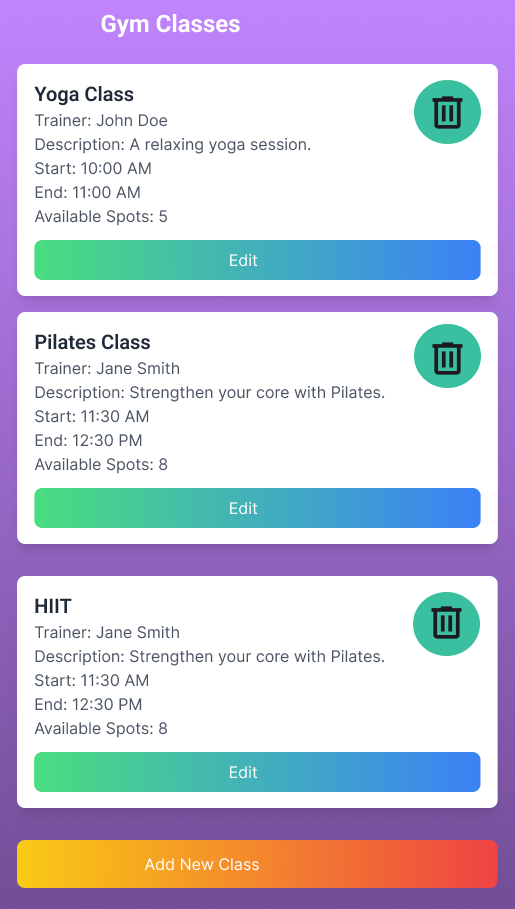 Gym Classes
Yoga Class
Trainer: John Doe
Description: A relaxing yoga session.
Start: 10:00 AM
End: 11:00 AM
Available Spots: 5
Edit
Pilates Class
Trainer: Jane Smith
Description: Strengthen your core with Pilates.
Start: 11:30 AM
End: 12:30 PM
Available Spots: 8
Edit
HIIT
Trainer: Jane Smith
Description: Strengthen your core with Pilates.
Start: 11:30 AM
End: 12:30 PM
Available Spots: 8
Edit
Add New Class